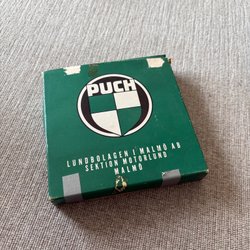 PUCH
LUNDBOLAGEN I MALMÖ AB
SEKTION MOTORLUND
MALMÖ